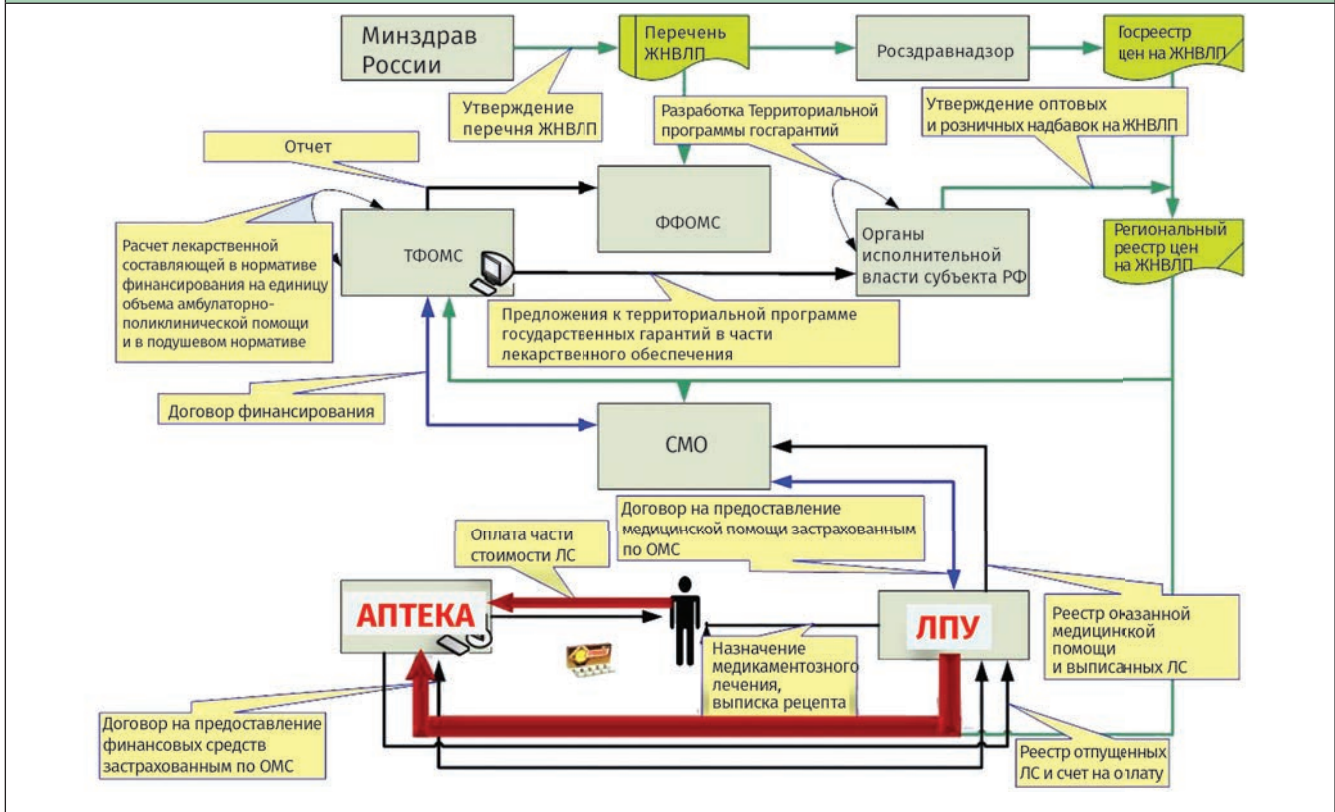 Минздрав
России
Перечень
ЖНВЛП
Росздравнадзор
Госреестр
цен на ЖНВЛП
Утверждение
перечня ЖНВЛП
Разработка Территориальной
программы госгарантий
Утверждение оптовых
и розничных надбавок на ЖНВЛП
Отчет
ФФОМС
Расчет лекарственной
составляющей в нормативе
финансирования на единицу
объема амбулаторно-
поликлинической помощи
и в подушевом нормативе
ТФОМС
Органы
исполнительной
власти субъекта РФ
Региональный
реестр цен
на ЖНВЛП
Предложения к территориальной программе
государственных гарантий в части
лекарственного обеспечения
Договор финансирования
СМО
Договор на предоставление
медицинской помощи застрахованным
по ОМС
Оплата части
стоимости ЛС
АПТЕКА
ЛПУ
Реестр оказанной
медицинской
помощи
и выписанных ЛС
Назначение
медикаментозного
лечения,
выписка рецепта
Договор на предоставление
финансовых средств
застрахованным по ОМС
Реестр отпущенных
ЛС и счет на оплату